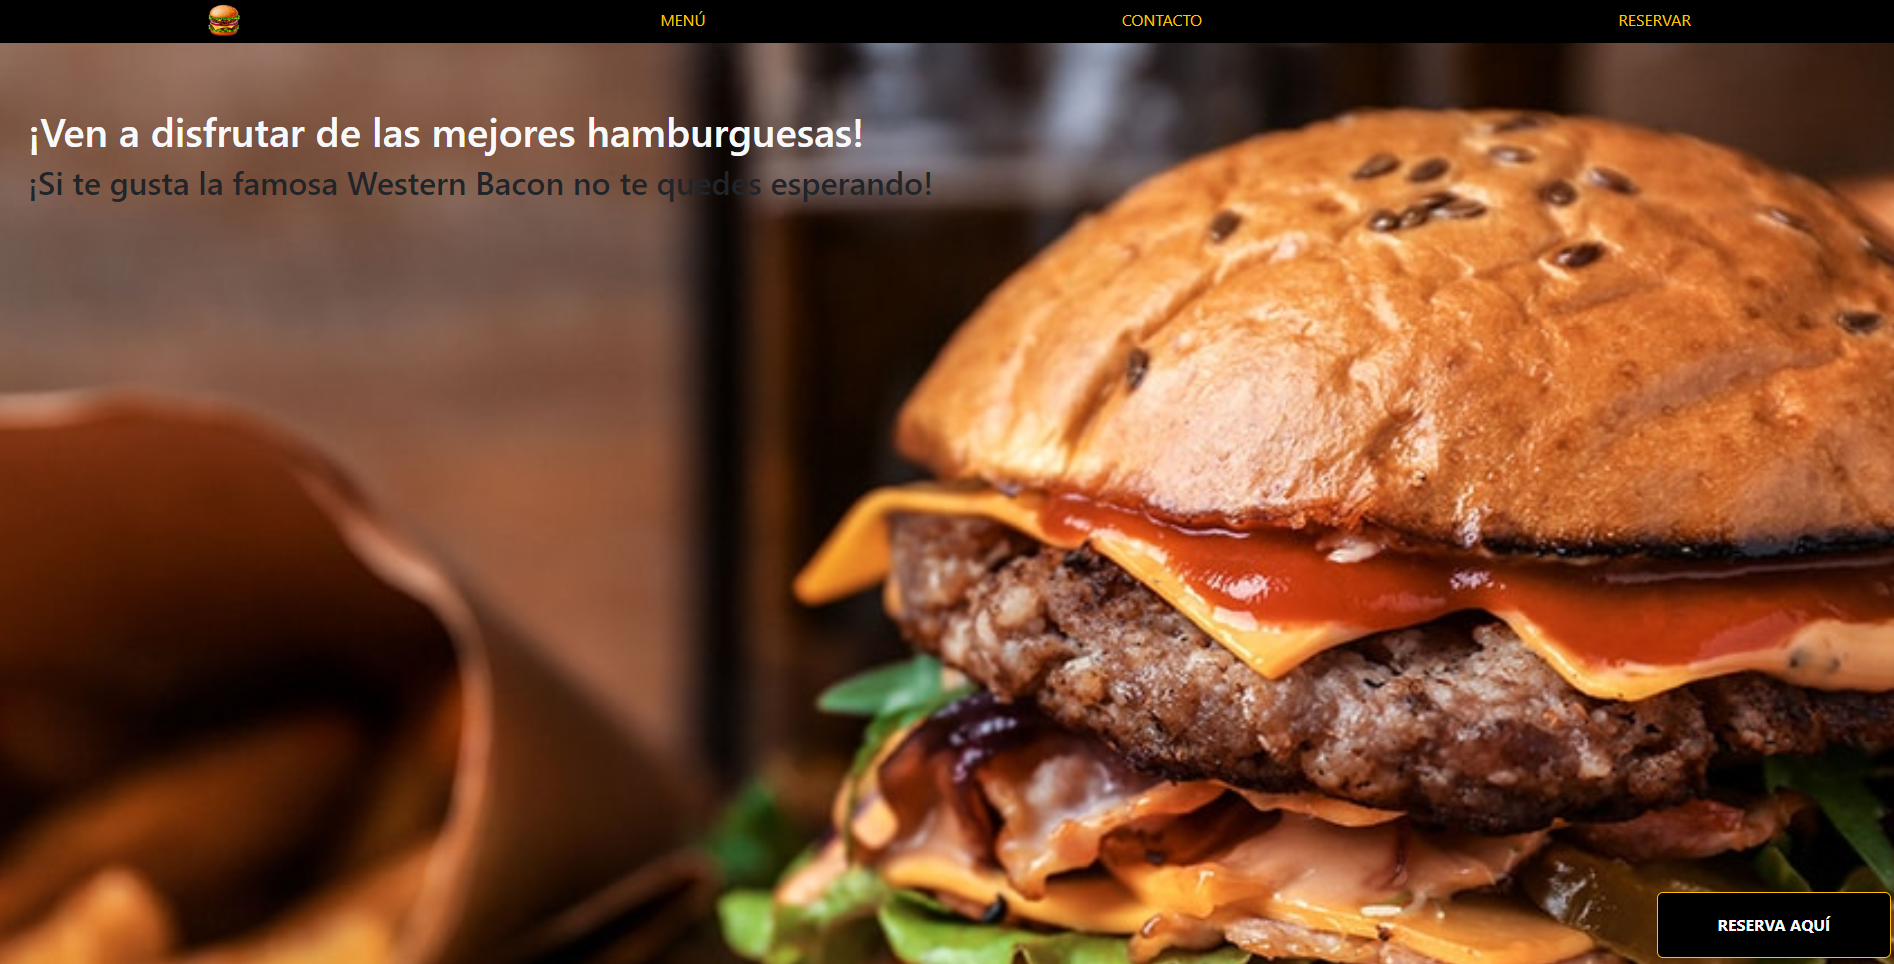 MENÚ
CONTACTO
RESERVAR
¡Ven a disfrutar de las mejores hamburguesas!
¡Si te gusta la famosa Western Bacon no te quedes esperando!
RESERVA AQUÍ